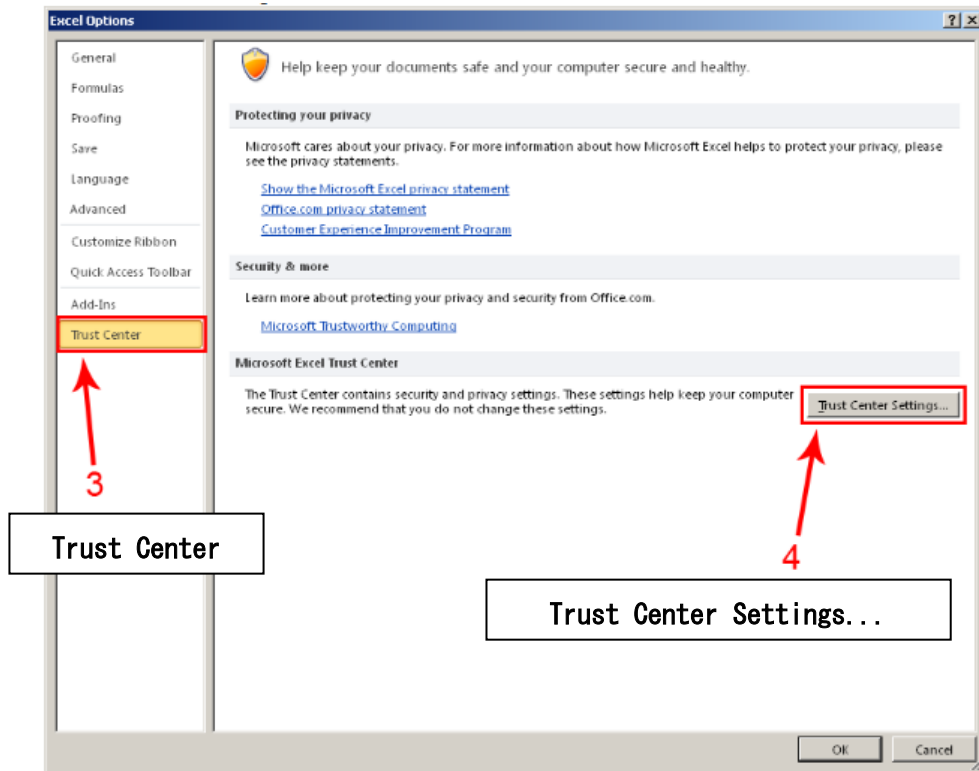 Excel Options
General
Formulas
Proofing
Save
Language
Advanced
Customize Ribbon
Quick Access Toolbar
Add-Ins
Trust Center
Help keep your documents safe and your computer secure and healthy.
Protecting your privacy
Microsoft cares about your privacy. For more information about how Microsoft Excel helps to protect your privacy, please
see the privacy statements.
Show the Microsoft Excel privacy statement
Office.com privacy statement
Customer Experience Improvement Program
Security & more
Learn more about protecting your privacy and security from Office.com.
Microsoft Trustworthy Computing
Microsoft Excel Trust Center
The Trust Center contains security and privacy settings. These settings help keep your computer
secure. We recommend that you do not change these settings.
Trust Center Settings...
3
Trust Center
4
Trust Center Settings...
OK
Cancel